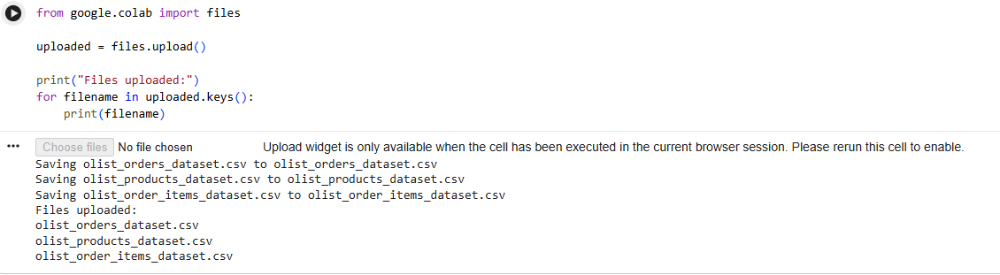 from google.colab import files
uploaded = files.upload()
print("Files uploaded:")
for filename in uploaded.keys():
    print(filename)
••• Choose files No file chosen Upload widget is only available when the cell has been executed in the current browser session. Please rerun this cell to enable.
Saving olist_orders_dataset.csv to olist_orders_dataset.csv
Saving olist_products_dataset.csv to olist_products_dataset.csv
Saving olist_order_items_dataset.csv to olist_order_items_dataset.csv
Files uploaded:
olist_orders_dataset.csv
olist_products_dataset.csv
olist_order_items_dataset.csv